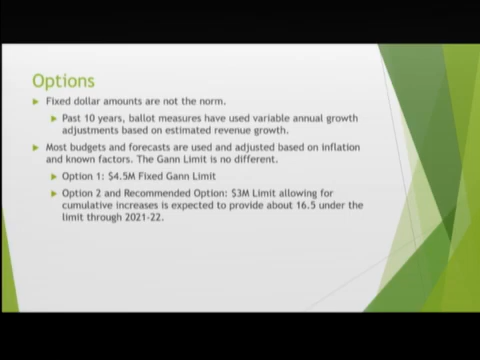 Options
Fixed dollar amounts are not the norm.
Past 10 years, ballot measures have used variable annual growth
adjustments based on estimated revenue growth.
Most budgets and forecasts are used and adjusted based on inflation
and known factors. The Gann Limit is no different.
Option 1: $4.5M Fixed Gann Limit
Option 2 and Recommended Option: $3M Limit allowing for
cumulative increases is expected to provide about 16.5 under the
limit through 2021-22.